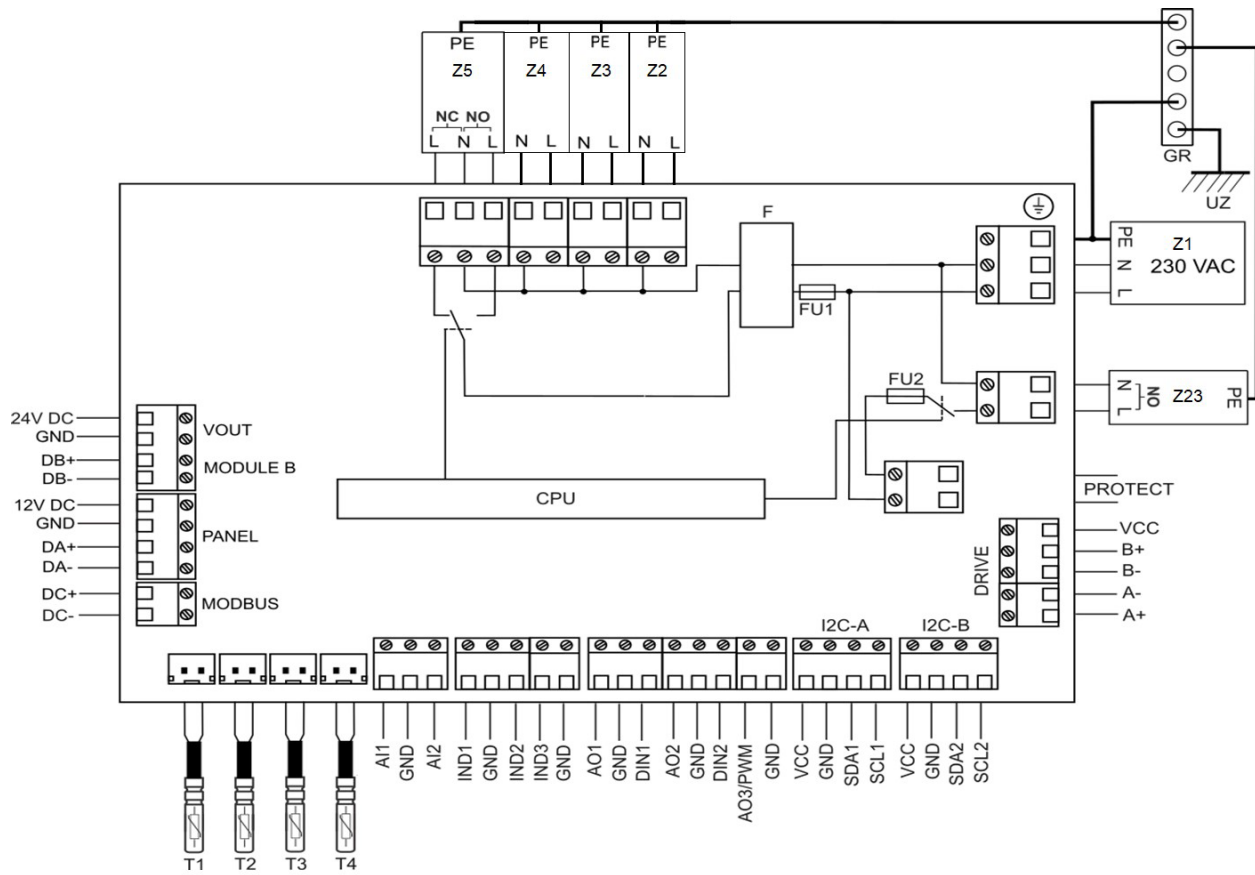 PE PE PE PE
Z5 Z4 Z3 Z2
NC NO
L N L N L N L N L
GR
UZ
F
PE
N
L
Z1
230 VAC
FU1
FU2
N
L
NO
Z23
PE
24V DC
GND
DB+
DB-
VOUT
MODULE B
12V DC
GND
DA+
DA-
PANEL
DC+
DC-
MODBUS
CPU
PROTECT
DRIVE
VCC
B+
B-
A-
A+
I2C-A I2C-B
AI1
GND
AI2
IND1
GND
IND2
IND3
GND
AO1
GND
DIN1
AO2
GND
DIN2
AO3/PWM
GND
VCC
GND
SDA1
SCL1
VCC
GND
SDA2
SCL2
T1 T2 T3 T4